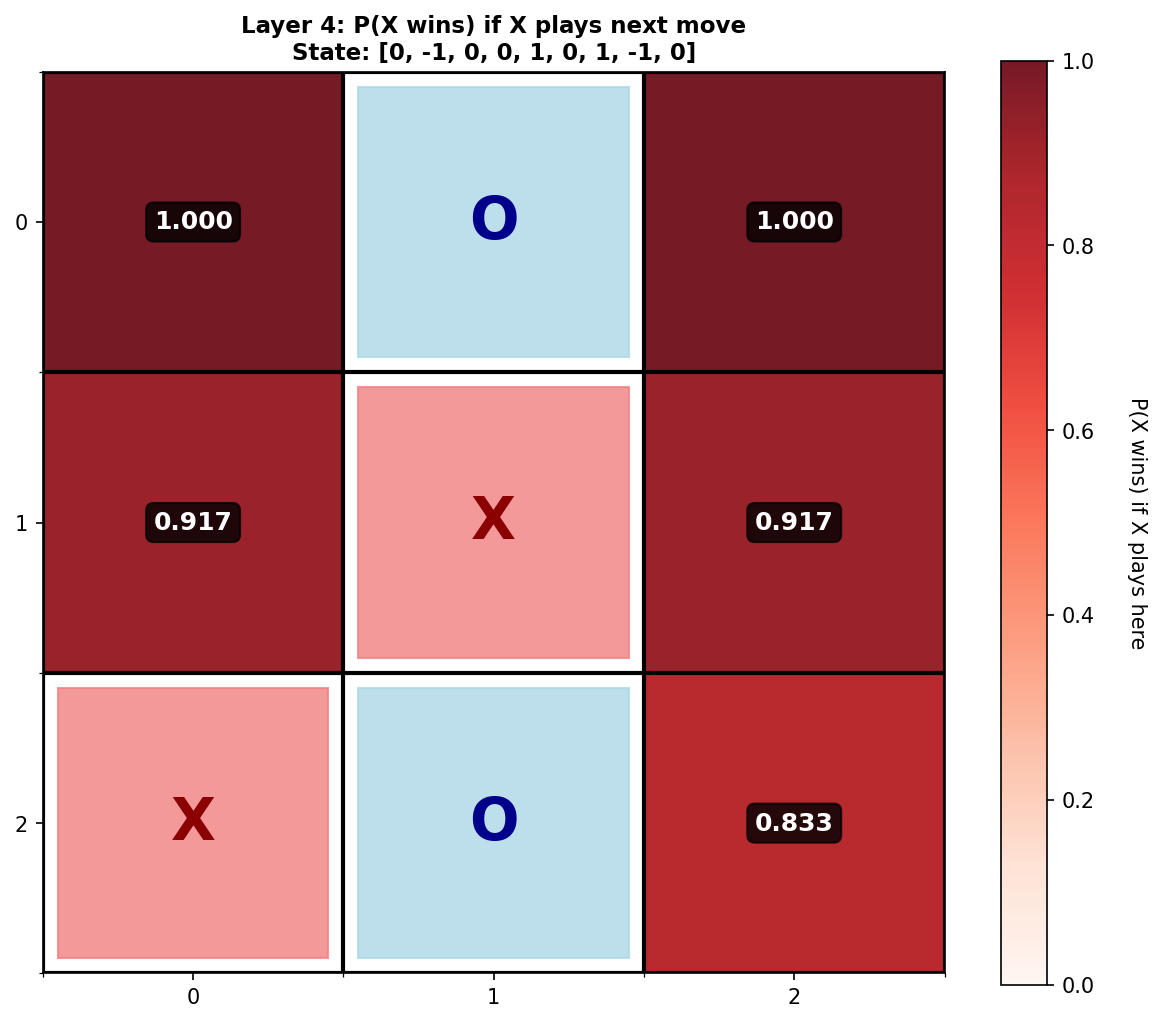 Layer 4: P(X wins) if X plays next move
State: [0, -1, 0, 0, 1, 0, 1, -1, 0]
1.0
0 1.000 O 1.000
0.8
0.6
1 0.917 X 0.917
P(X wins) if X plays here
0.4
2 X O 0.833
0.2
0.0
0 1 2